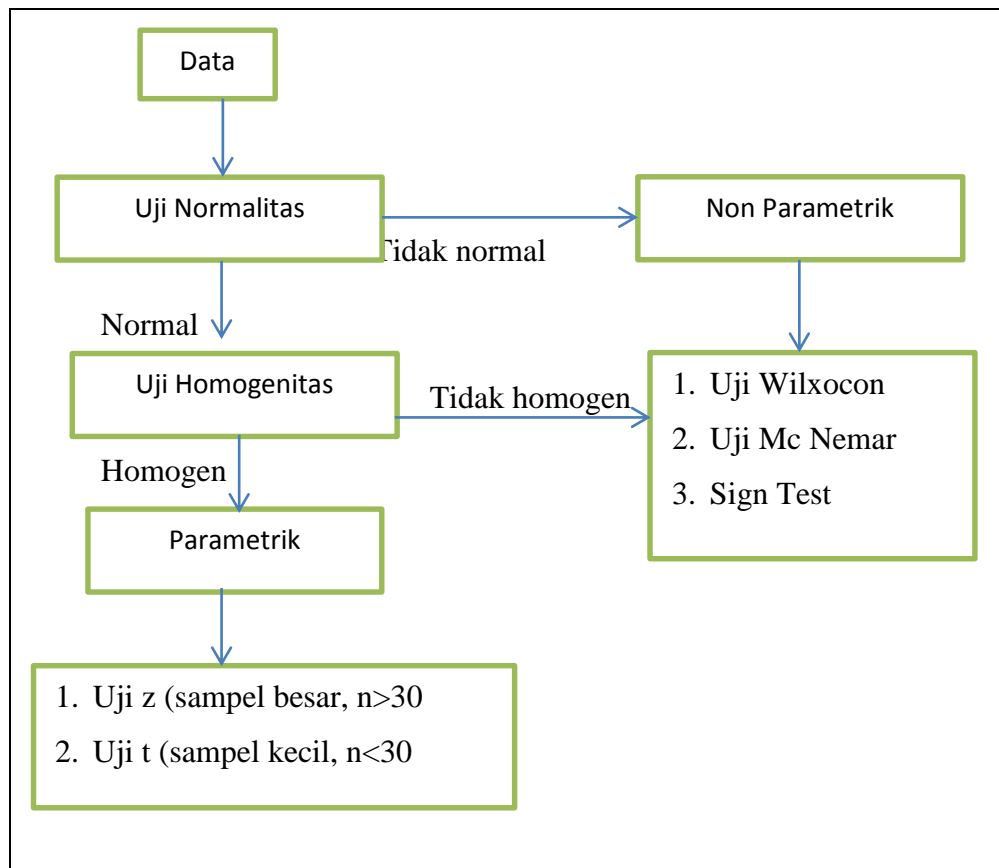 Data
Uji Normalitas
Non Parametrik
Tidak normal
Normal
Uji Homogenitas
Tidak homogen
1. Uji Wilxocon
2. Uji Mc Nemar
3. Sign Test
Homogen
Parametrik
1. Uji z (sampel besar, n>30
2. Uji t (sampel kecil, n<30